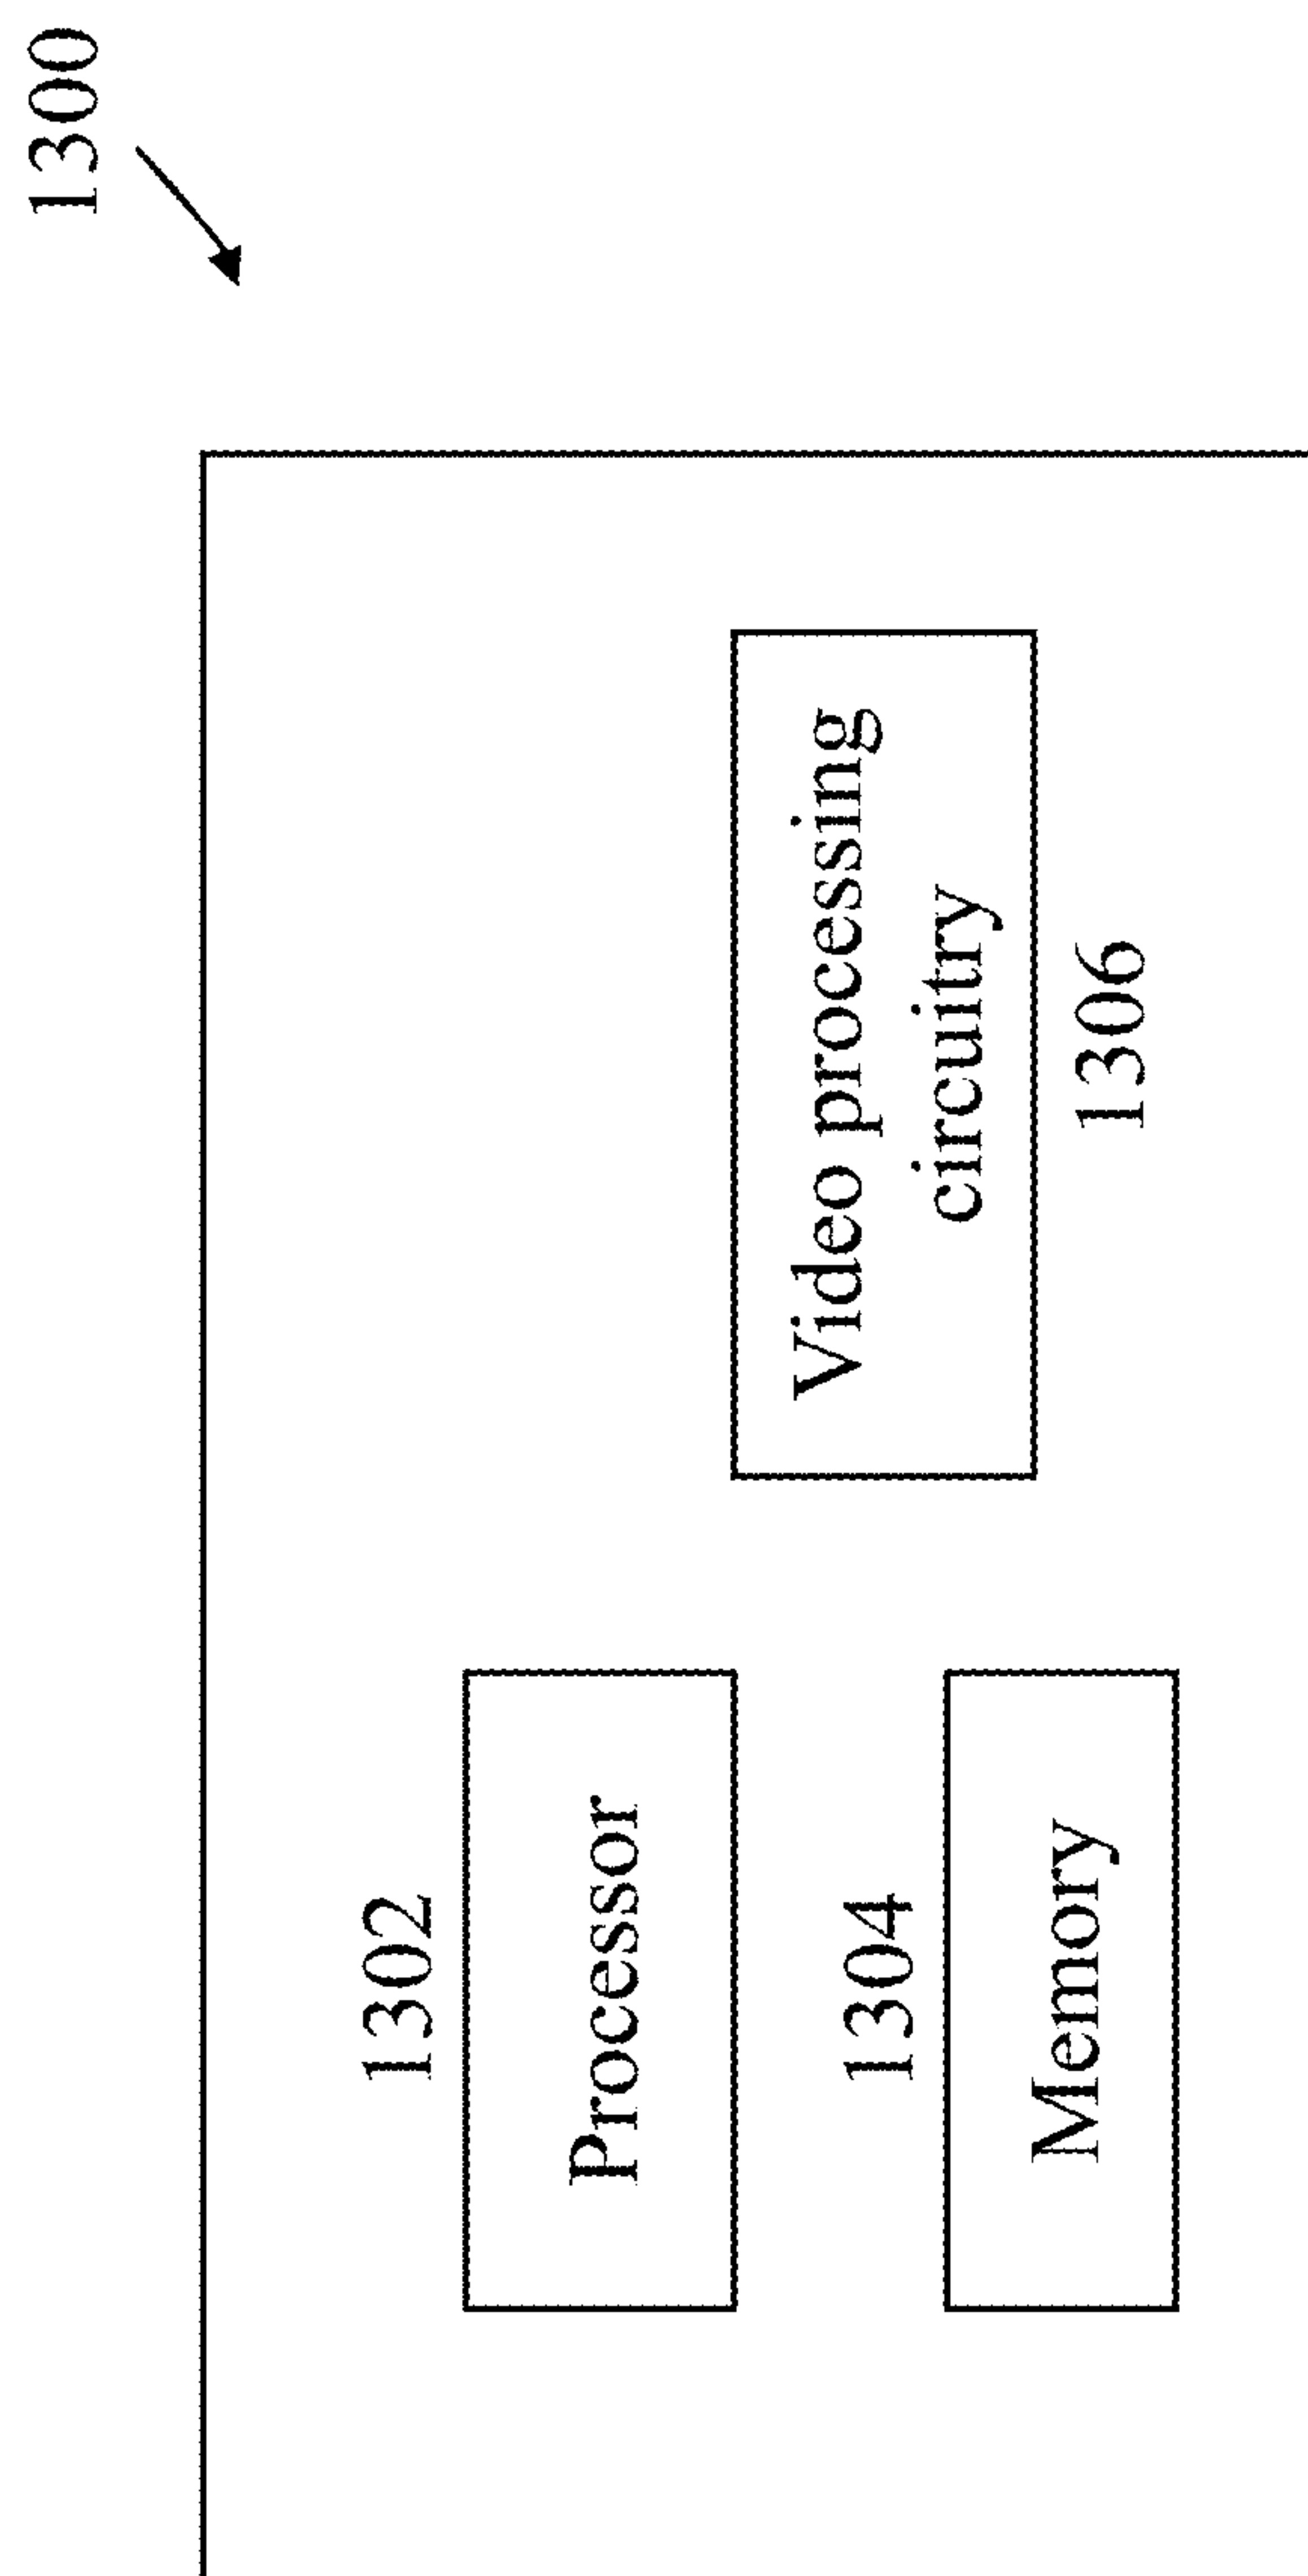 1300
1302
Processor
1304
Memory
Video processing
circuitry
1306